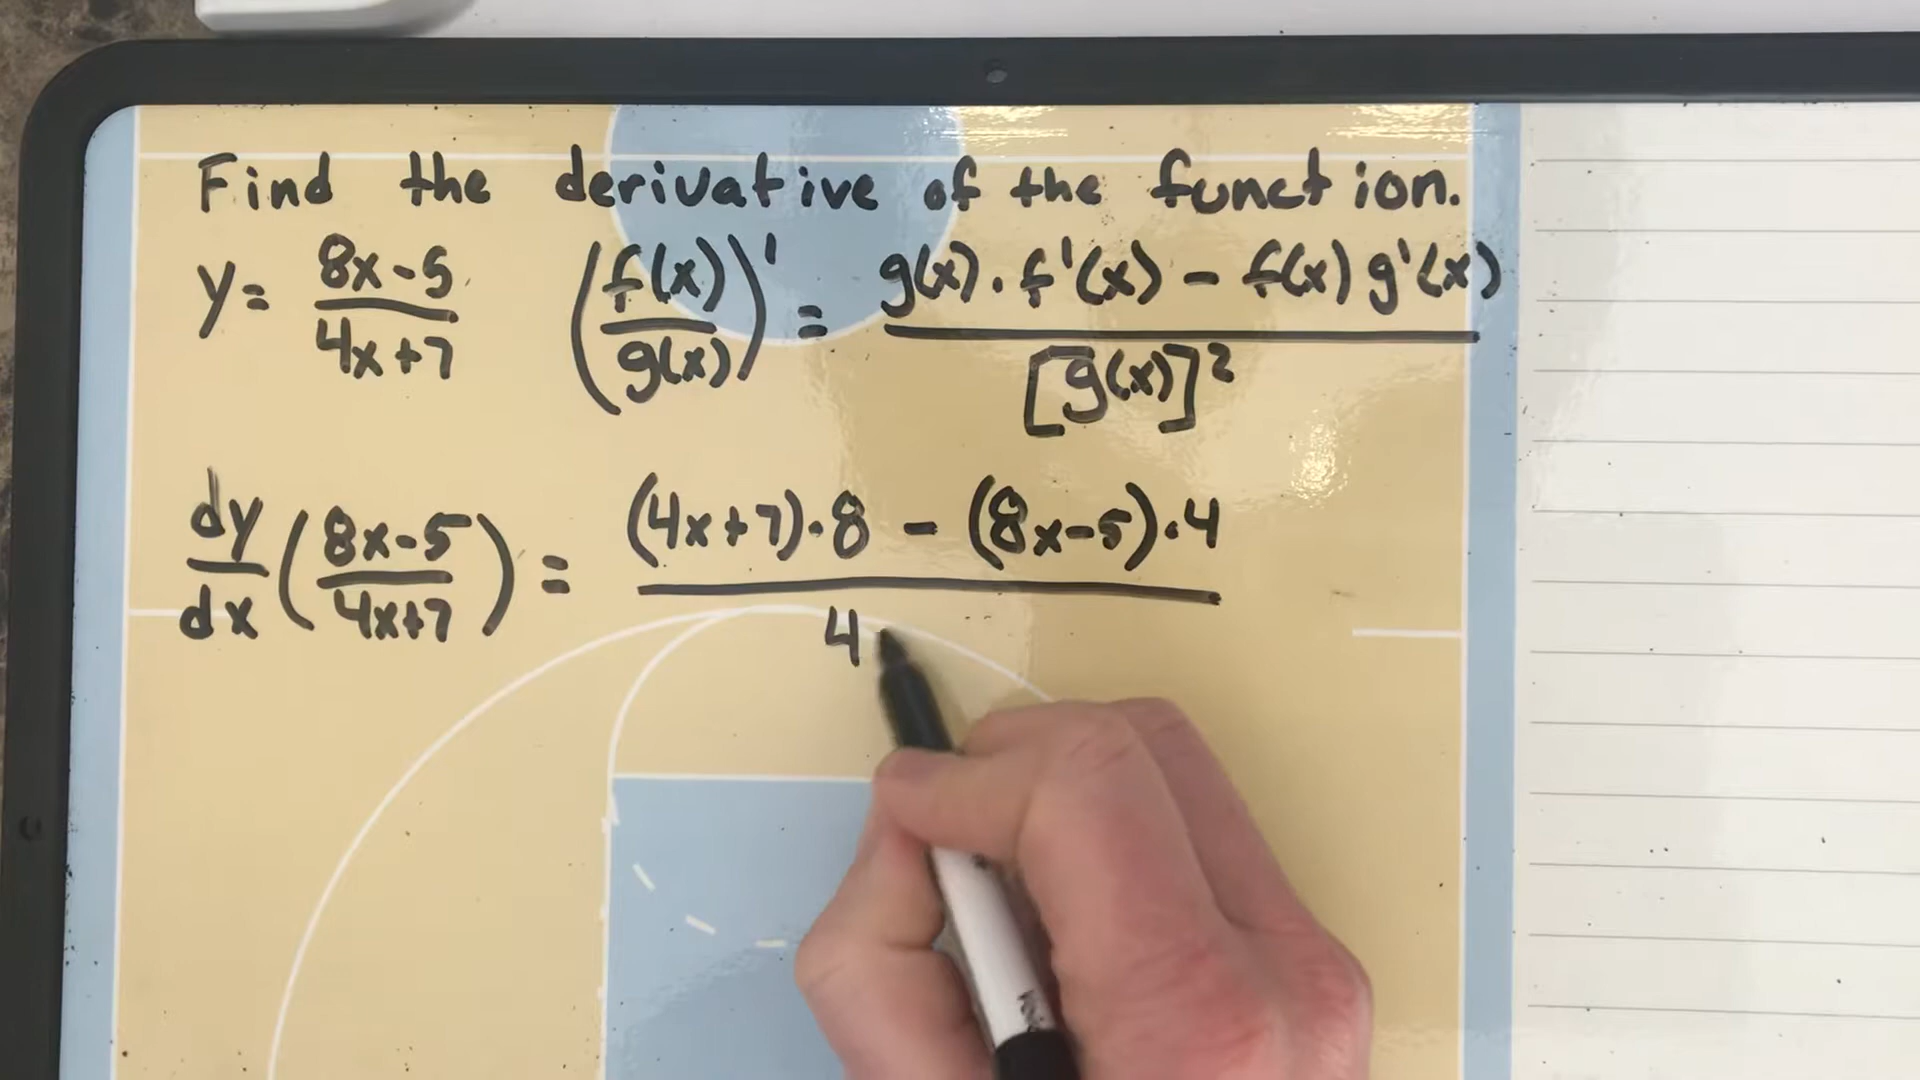 Find the derivative of the function.
y = (8x-5)/(4x+7) (f(x)/g(x))' = (g(x)·f'(x) - f(x)g'(x))/[g(x)]²
dy/dx((8x-5)/(4x+7)) = ((4x+7)·8 - (8x-5)·4)/4